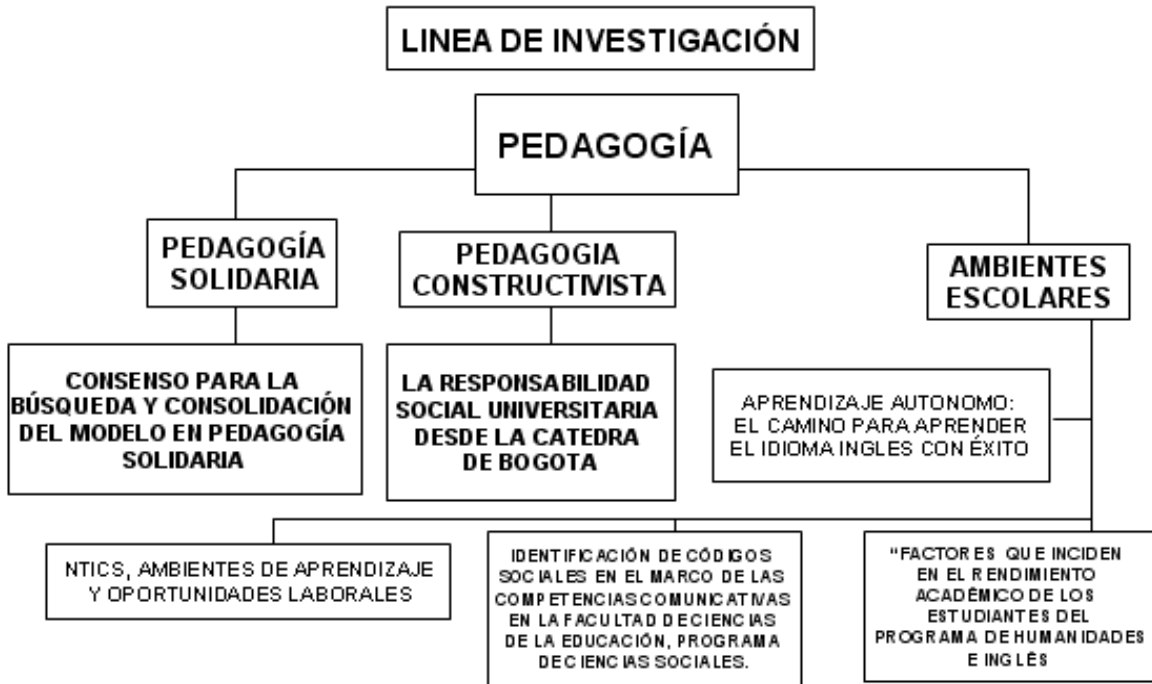 LINEA DE INVESTIGACIÓN
PEDAGOGÍA
PEDAGOGÍA
SOLIDARIA
PEDAGOGIA
CONSTRUCTIVISTA
AMBIENTES
ESCOLARES
CONSENSO PARA LA
BÚSQUEDA Y CONSOLIDACIÓN
DEL MODELO EN PEDAGOGÍA
SOLIDARIA
LA RESPONSABILIDAD
SOCIAL UNIVERSITARIA
DESDE LA CATEDRA
DE BOGOTA
APRENDIZAJE AUTONOMO:
EL CAMINO PARA APRENDER
EL IDIOMA INGLES CON ÉXITO
NTICS, AMBIENTES DE APRENDIZAJE
Y OPORTUNIDADES LABORALES
IDENTIFICACIÓN DE CÓDIGOS
SOCIALES EN EL MARCO DE LAS
COMPETENCIAS COMUNICATIVAS
EN LA FACULTAD DE CIENCIAS
DE LA EDUCACIÓN, PROGRAMA
DE CIENCIAS SOCIALES.
“FACTORES QUE INCIDEN
EN EL RENDIMIENTO
ACADÉMICO DE LOS
ESTUDIANTES DEL
PROGRAMA DE HUMANIDADES
E INGLÉS